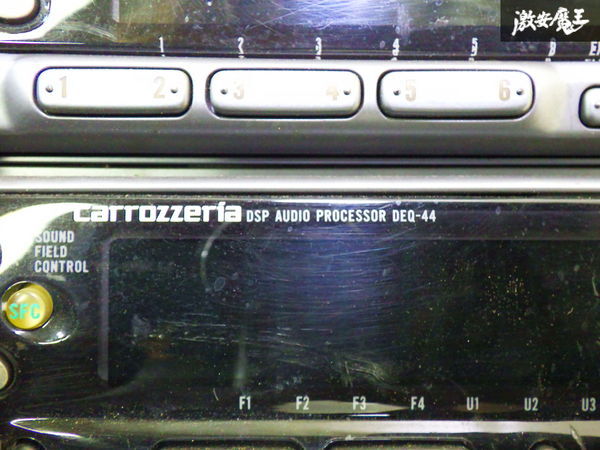 激安魔王
1 2 3 4 5 6
1 2 3 4 5 6
carrozzeria DSP AUDIO PROCESSOR DEQ-44
SOUND
FIELD
CONTROL
SFC
F1 F2 F3 F4 U1 U2 U3